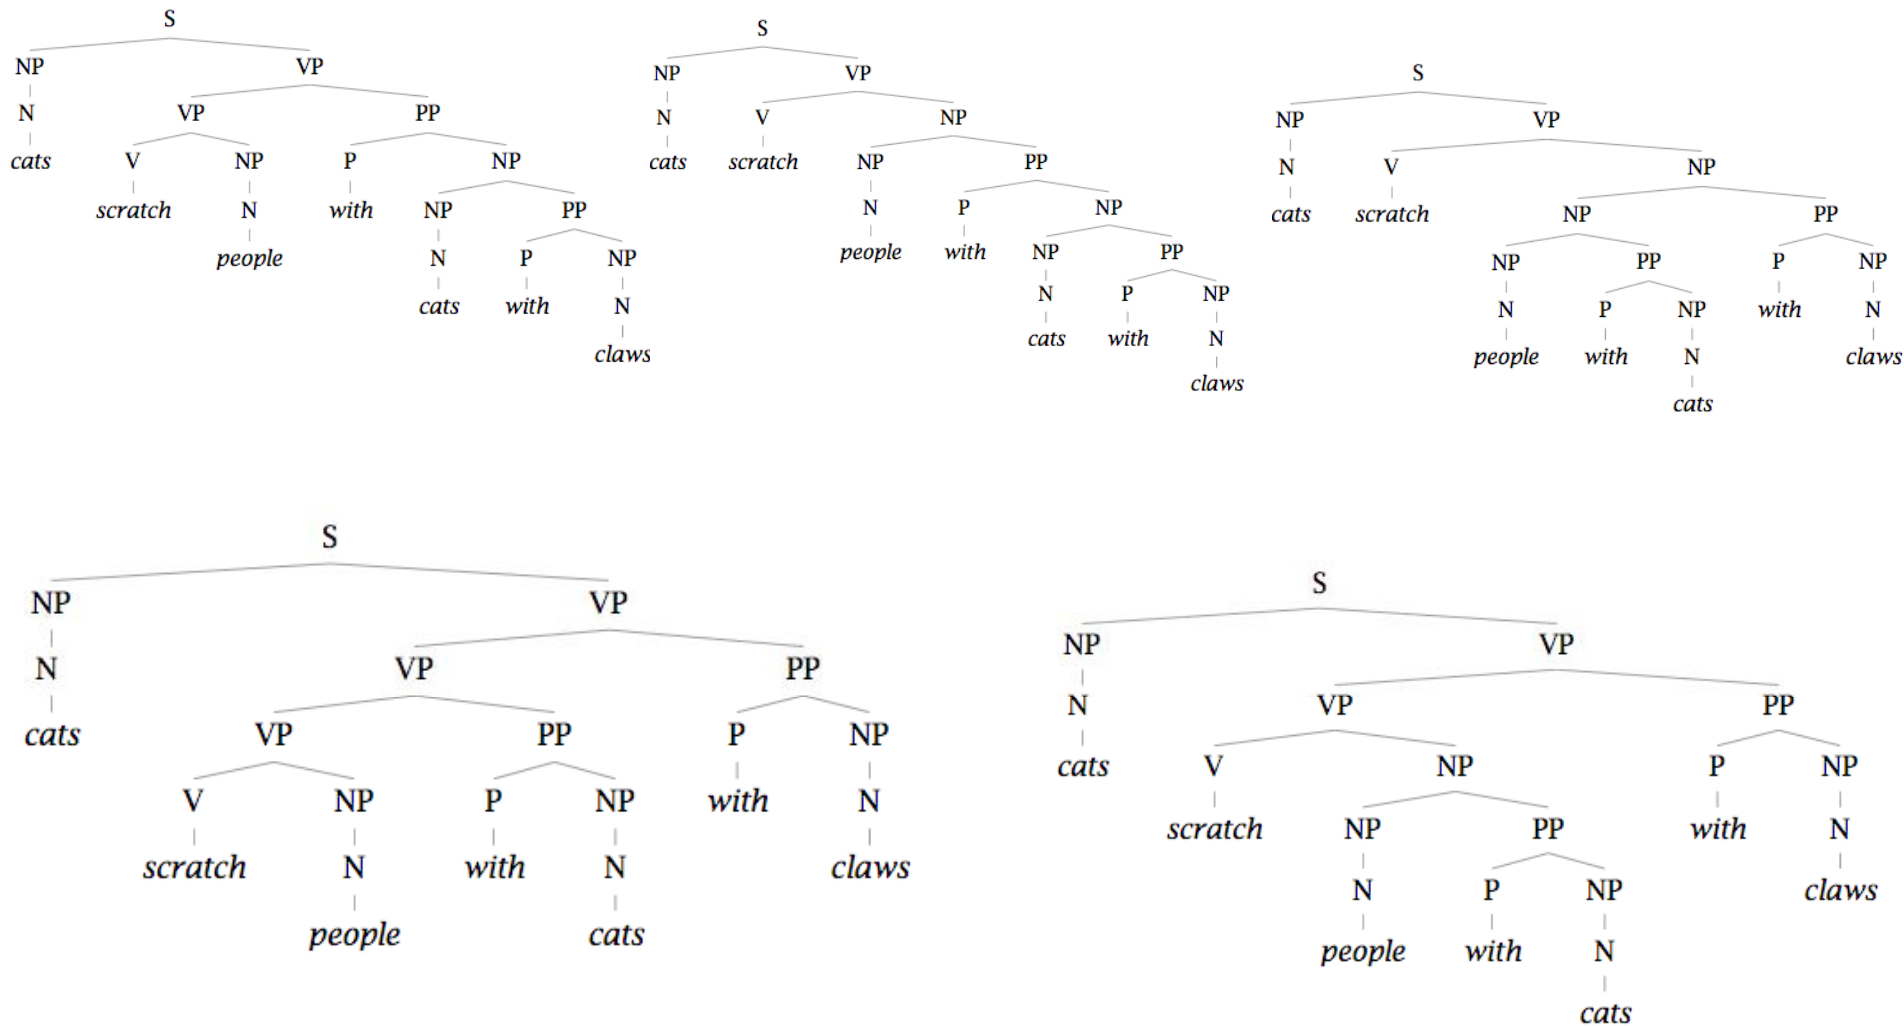 S
NP VP
N VP PP
cats V NP P NP
scratch N with NP PP
people N P NP
cats with N
claws
S
NP VP
N V NP
cats scratch NP PP
N P NP
people with NP PP
N P NP
cats with N
claws
S
NP VP
N V NP
cats scratch NP PP
NP PP P NP
N P NP with N
people with N claws
cats
S
NP VP
N VP PP
cats VP PP P NP
V NP P NP with N
scratch N with N claws
people cats
S
NP VP
N VP PP
cats V NP P NP
scratch NP PP with N
N P NP claws
people with N
cats